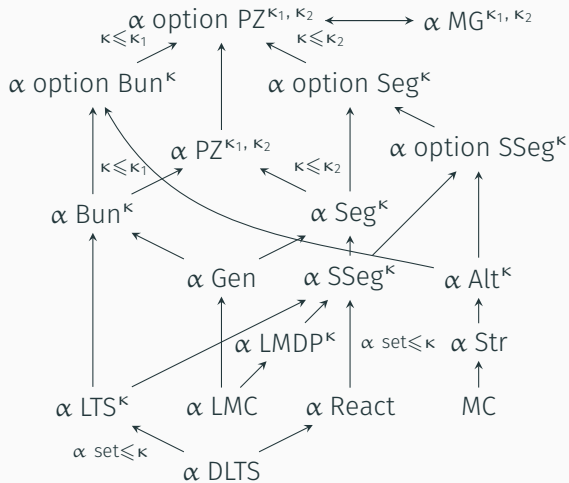 α option PZ^κ₁, κ₂ α MG^κ₁, κ₂
κ⩽κ₁ κ⩽κ₂
α option Bun^κ α option Seg^κ
α PZ^κ₁, κ₂ α option SSeg^κ
κ⩽κ₁ κ⩽κ₂
α Bun^κ α Seg^κ
α Gen α SSeg^κ α Alt^κ
α LMDP^κ α set⩽κ α Str
α LTS^κ α LMC α React MC
α set⩽κ
α DLTS